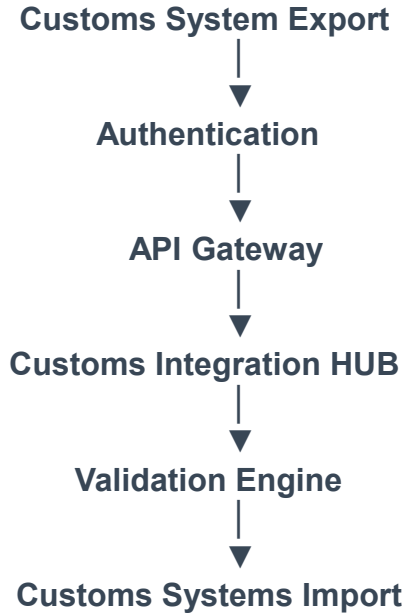 Customs System Export
Authentication
API Gateway
Customs Integration HUB
Validation Engine
Customs Systems Import